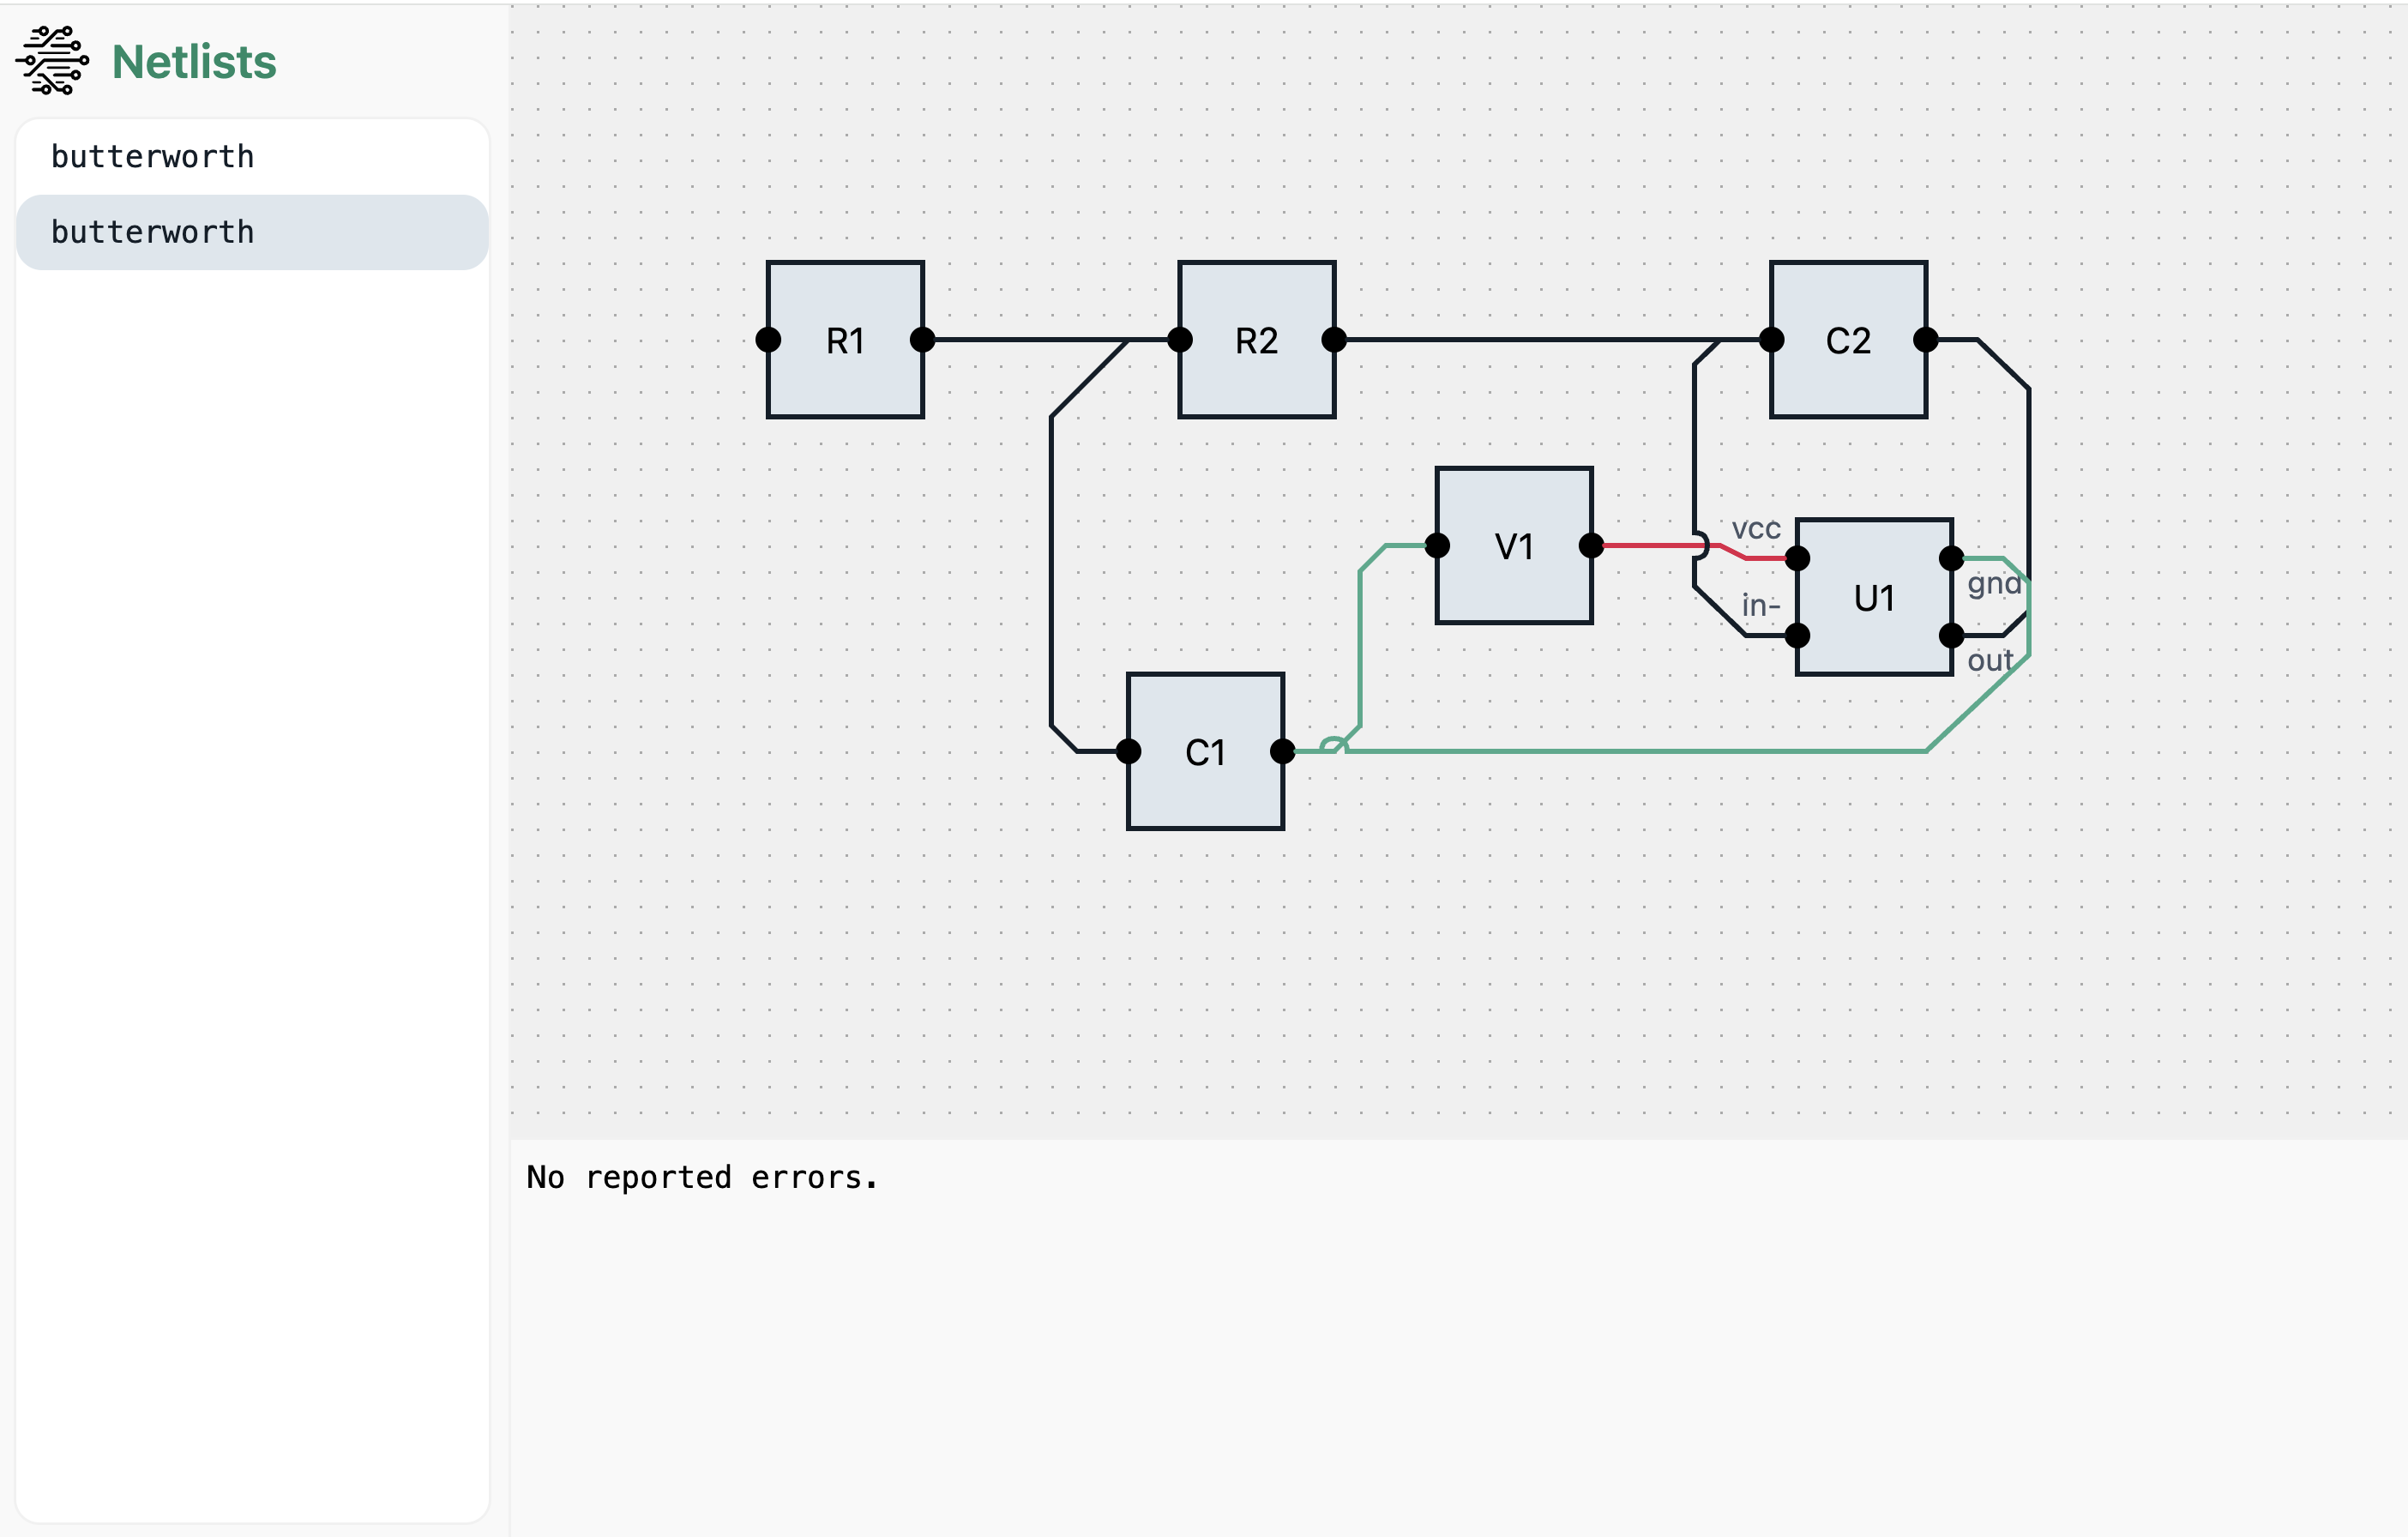 Netlists
butterworth
butterworth
R1
R2
C2
V1
vcc
in-
U1
gnd
out
C1
No reported errors.